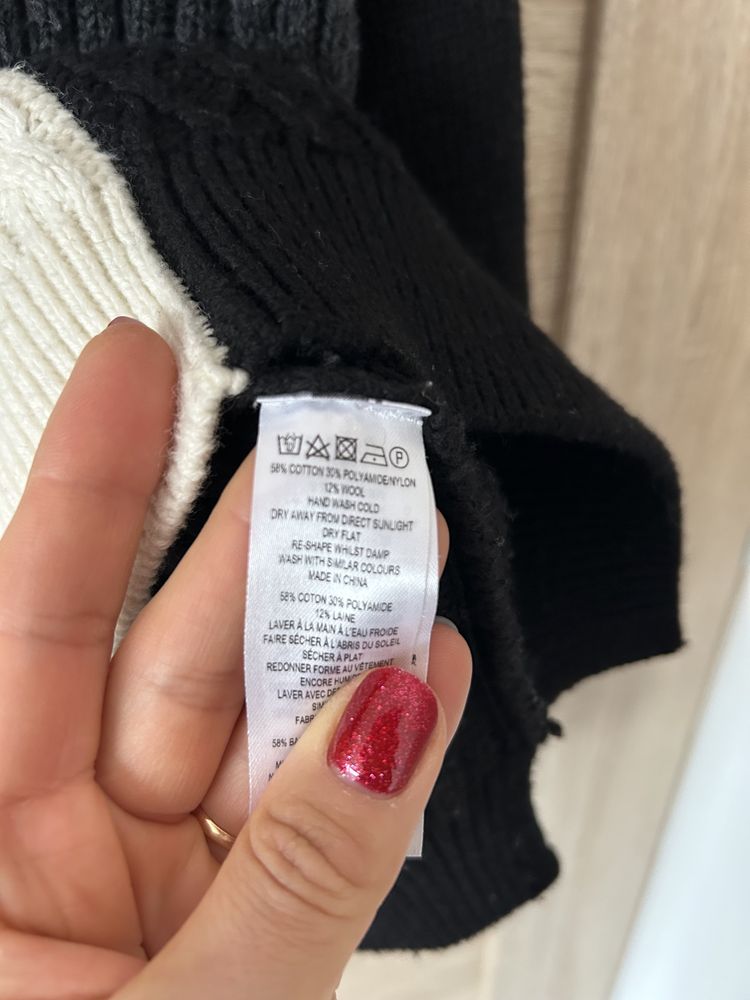 P
58% COTTON 30% POLYAMIDE/NYLON
12% WOOL
HAND WASH COLD
DRY AWAY FROM DIRECT SUNLIGHT
DRY FLAT
RE-SHAPE WHILST DAMP
WASH WITH SIMILAR COLOURS
MADE IN CHINA
58% COTON 30% POLYAMIDE
12% LAINE
LAVER À LA MAIN À L'EAU FROIDE
FAIRE SÉCHER À L'ABRIS DU SOLEIL
SÉCHER À PLAT
REDONNER FORME AU VÊTEMENT
ENCORE
LAVER AVEC
58%